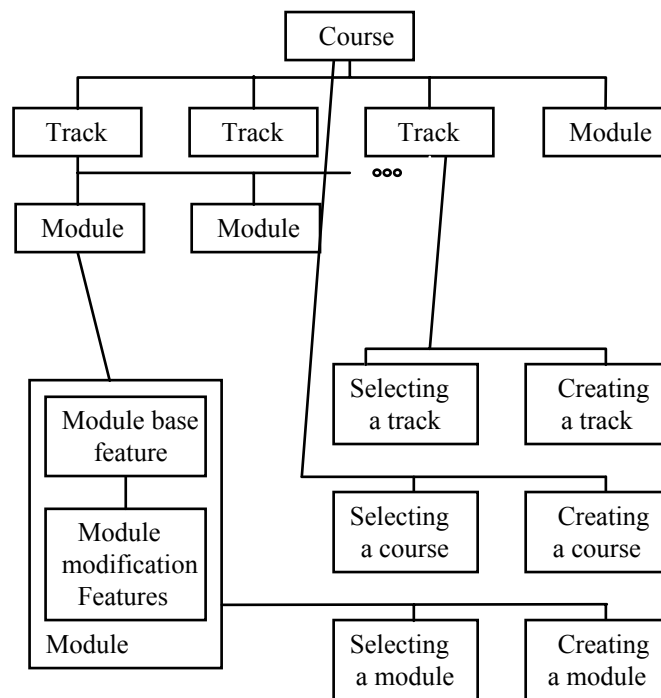 Course
Track
Track
Track
Module
Module
Module
Selecting
a track
Creating
a track
Module base
feature
Module
modification
Features
Module
Selecting
a course
Creating
a course
Selecting
a module
Creating
a module